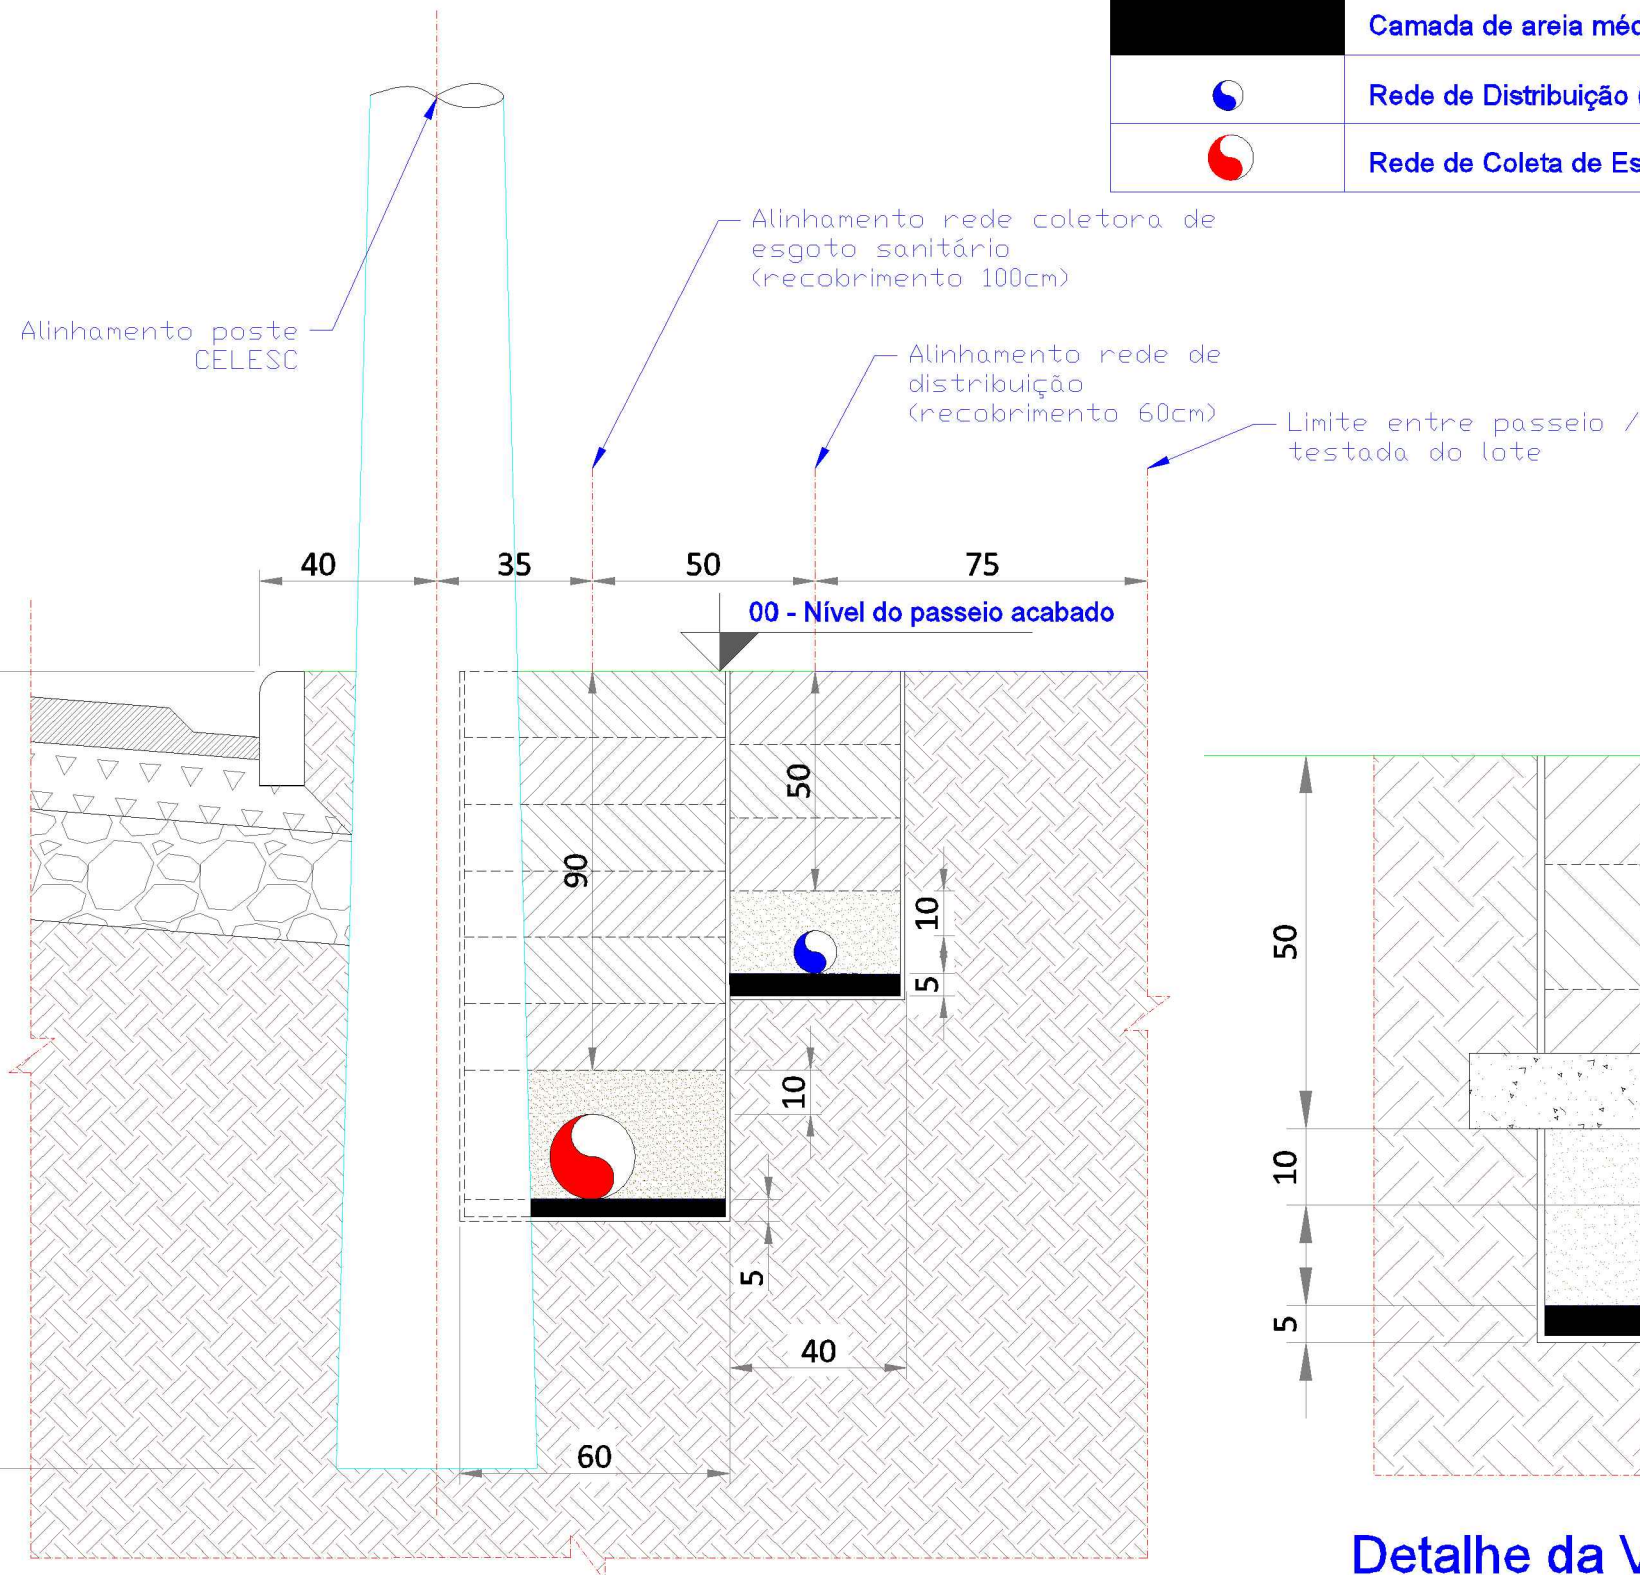 Camada de areia méd
Rede de Distribuição
Rede de Coleta de Es
Alinhamento rede coletora de
esgoto sanitário
(recobrimento 100cm)
Alinhamento poste
CELESC
Alinhamento rede de
distribuição
(recobrimento 60cm)
Limite entre passeio /
testada do lote
40
35
50
75
00 - Nível do passeio acabado
50
90
10
5
10
5
40
60
50
10
5
Detalhe da V